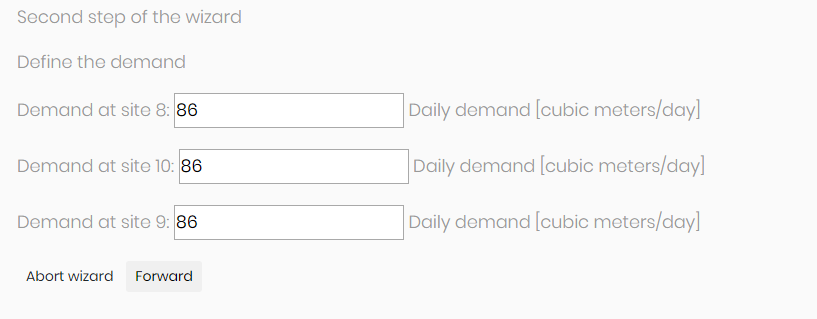 Second step of the wizard
Define the demand
Demand at site 8: 86 Daily demand [cubic meters/day]
Demand at site 10: 86 Daily demand [cubic meters/day]
Demand at site 9: 86 Daily demand [cubic meters/day]
Abort wizard Forward